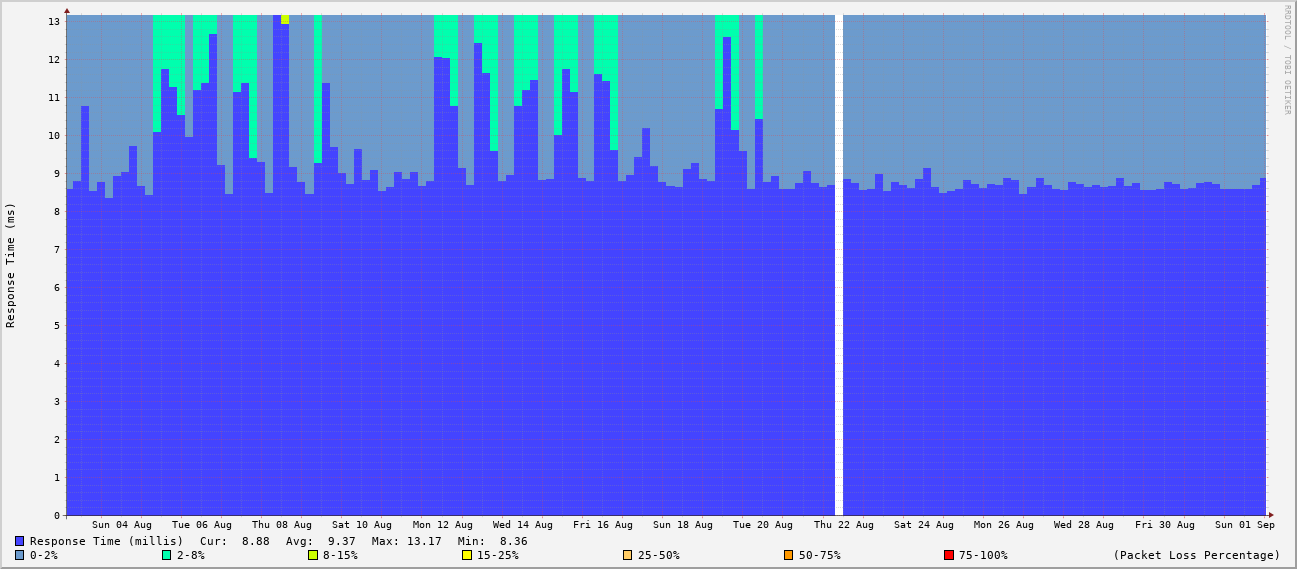 RRDTOOL / TOBI OETIKER
Response Time (ms)
13
12
11
10
9
8
7
6
5
4
3
2
1
0
Sun 04 Aug Tue 06 Aug Thu 08 Aug Sat 10 Aug Mon 12 Aug Wed 14 Aug Fri 16 Aug Sun 18 Aug Tue 20 Aug Thu 22 Aug Sat 24 Aug Mon 26 Aug Wed 28 Aug Fri 30 Aug Sun 01 Sep
Response Time (millis) Cur: 8.88 Avg: 9.37 Max: 13.17 Min: 8.36
0-2% 2-8% 8-15% 15-25% 25-50% 50-75% 75-100% (Packet Loss Percentage)